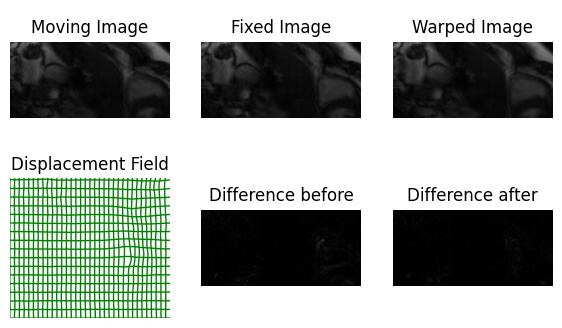 Moving Image
Fixed Image
Warped Image
Displacement Field
Difference before
Difference after